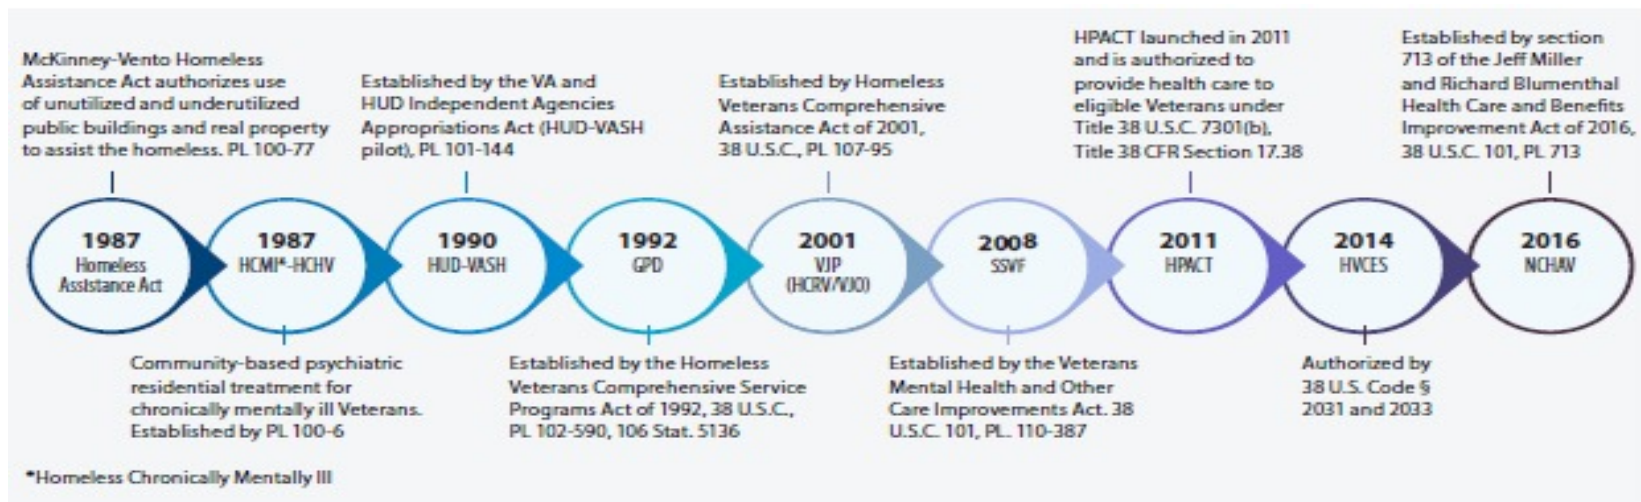 McKinney-Vento Homeless
Assistance Act authorizes use
of unutilized and underutilized
public buildings and real property
to assist the homeless. PL 100-77
Established by the VA and
HUD Independent Agencies
Appropriations Act (HUD-VASH
pilot), PL 101-144
Established by Homeless
Veterans Comprehensive
Assistance Act of 2001,
38 U.S.C., PL 107-95
HPACT launched in 2011
and is authorized to
provide health care to
eligible Veterans under
Title 38 U.S.C. 7301(b),
Title 38 CFR Section 17.38
Established by section
713 of the Jeff Miller
and Richard Blumenthal
Health Care and Benefits
Improvement Act of 2016,
38 U.S.C. 101, PL 713
1987
Homeless
Assistance Act
1987
HCMI*-HCHV
1990
HUD-VASH
1992
GPD
2001
VJP
(HCRV/VJO)
2008
SSVF
2011
HPACT
2014
HVCES
2016
NCHAV
Community-based psychiatric
residential treatment for
chronically mentally ill Veterans.
Established by PL 100-6
Established by the Homeless
Veterans Comprehensive Service
Programs Act of 1992, 38 U.S.C.,
PL 102-590, 106 Stat. 5136
Established by the Veterans
Mental Health and Other
Care Improvements Act. 38
U.S.C. 101, PL. 110-387
Authorized by
38 U.S. Code §
2031 and 2033
*Homeless Chronically Mentally Ill